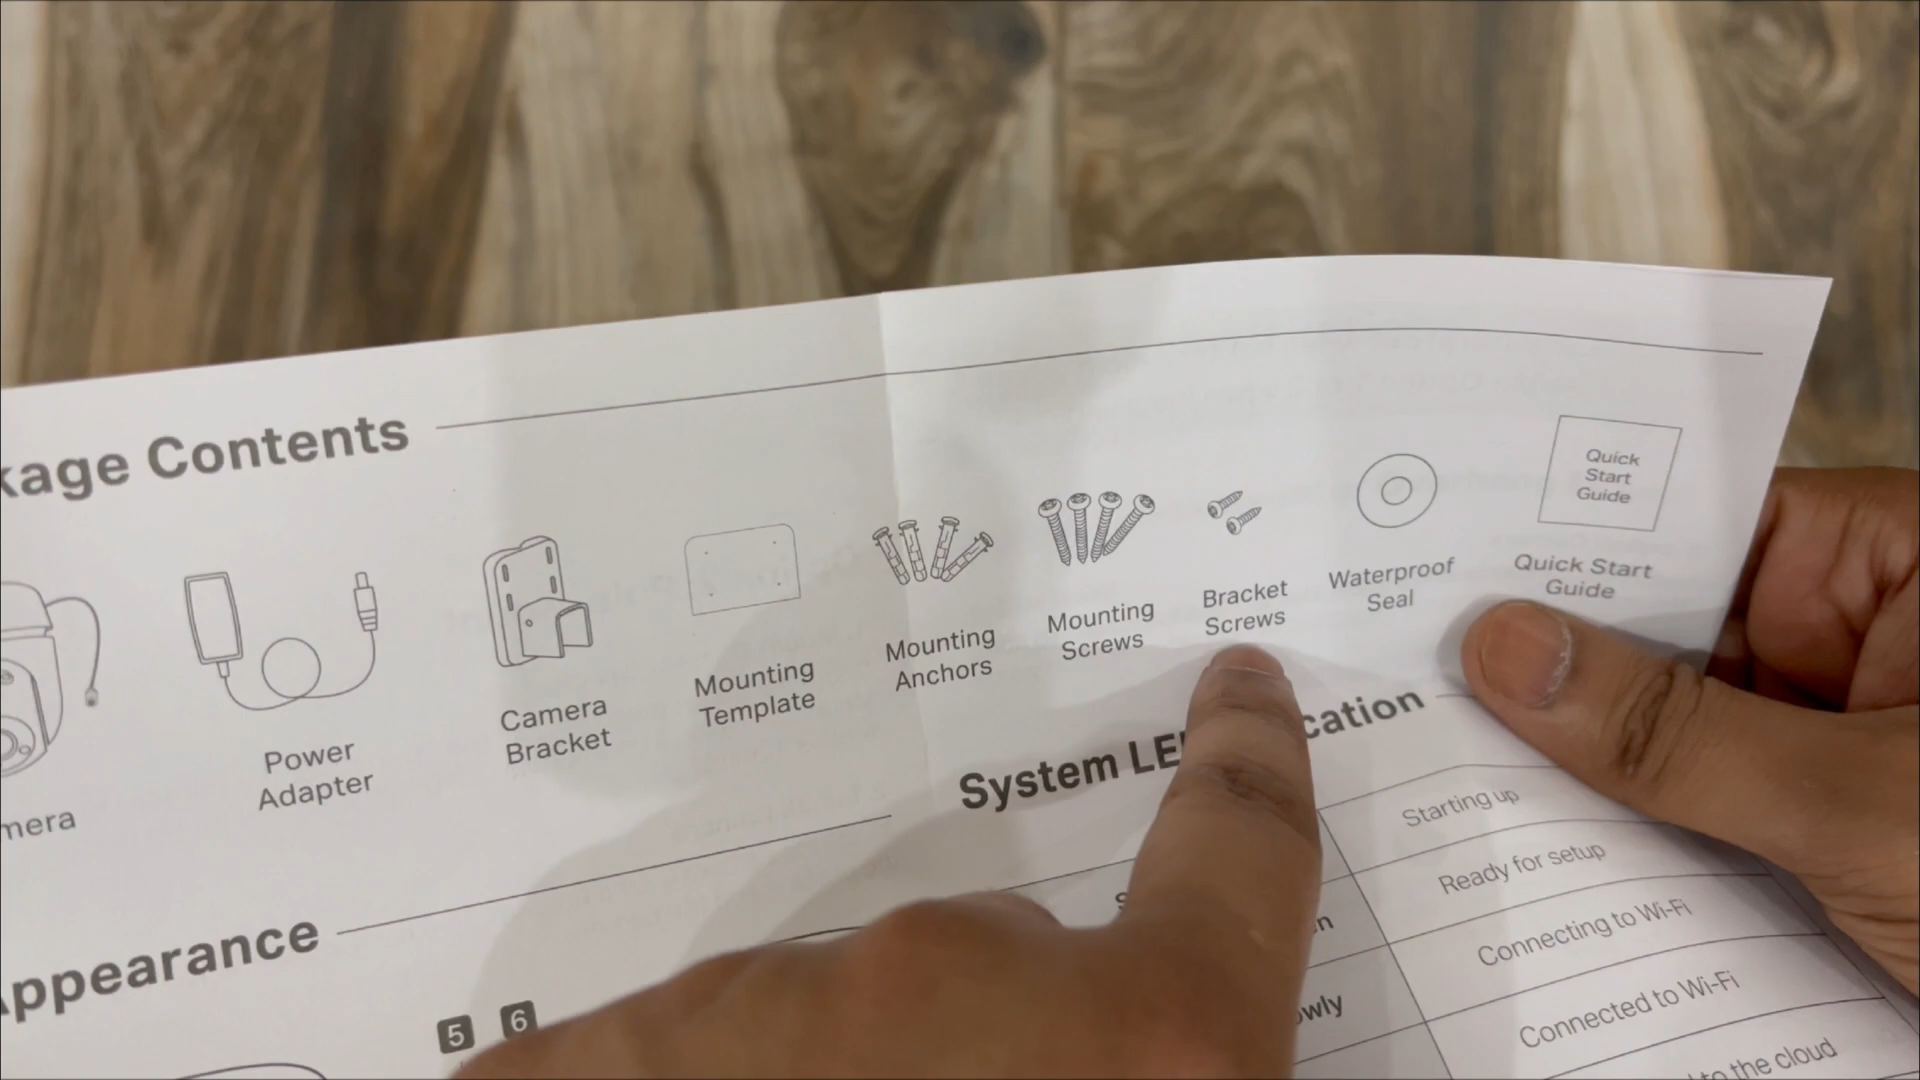 kage Contents
mera
Power
Adapter
Camera
Bracket
Mounting
Template
Mounting
Anchors
Mounting
Screws
Bracket
Screws
Waterproof
Seal
Quick
Start
Guide
Quick Start
Guide
Appearance
5 6
System LE cation
Starting up
Ready for setup
Connecting to Wi-Fi
Connected to Wi-Fi
to the cloud